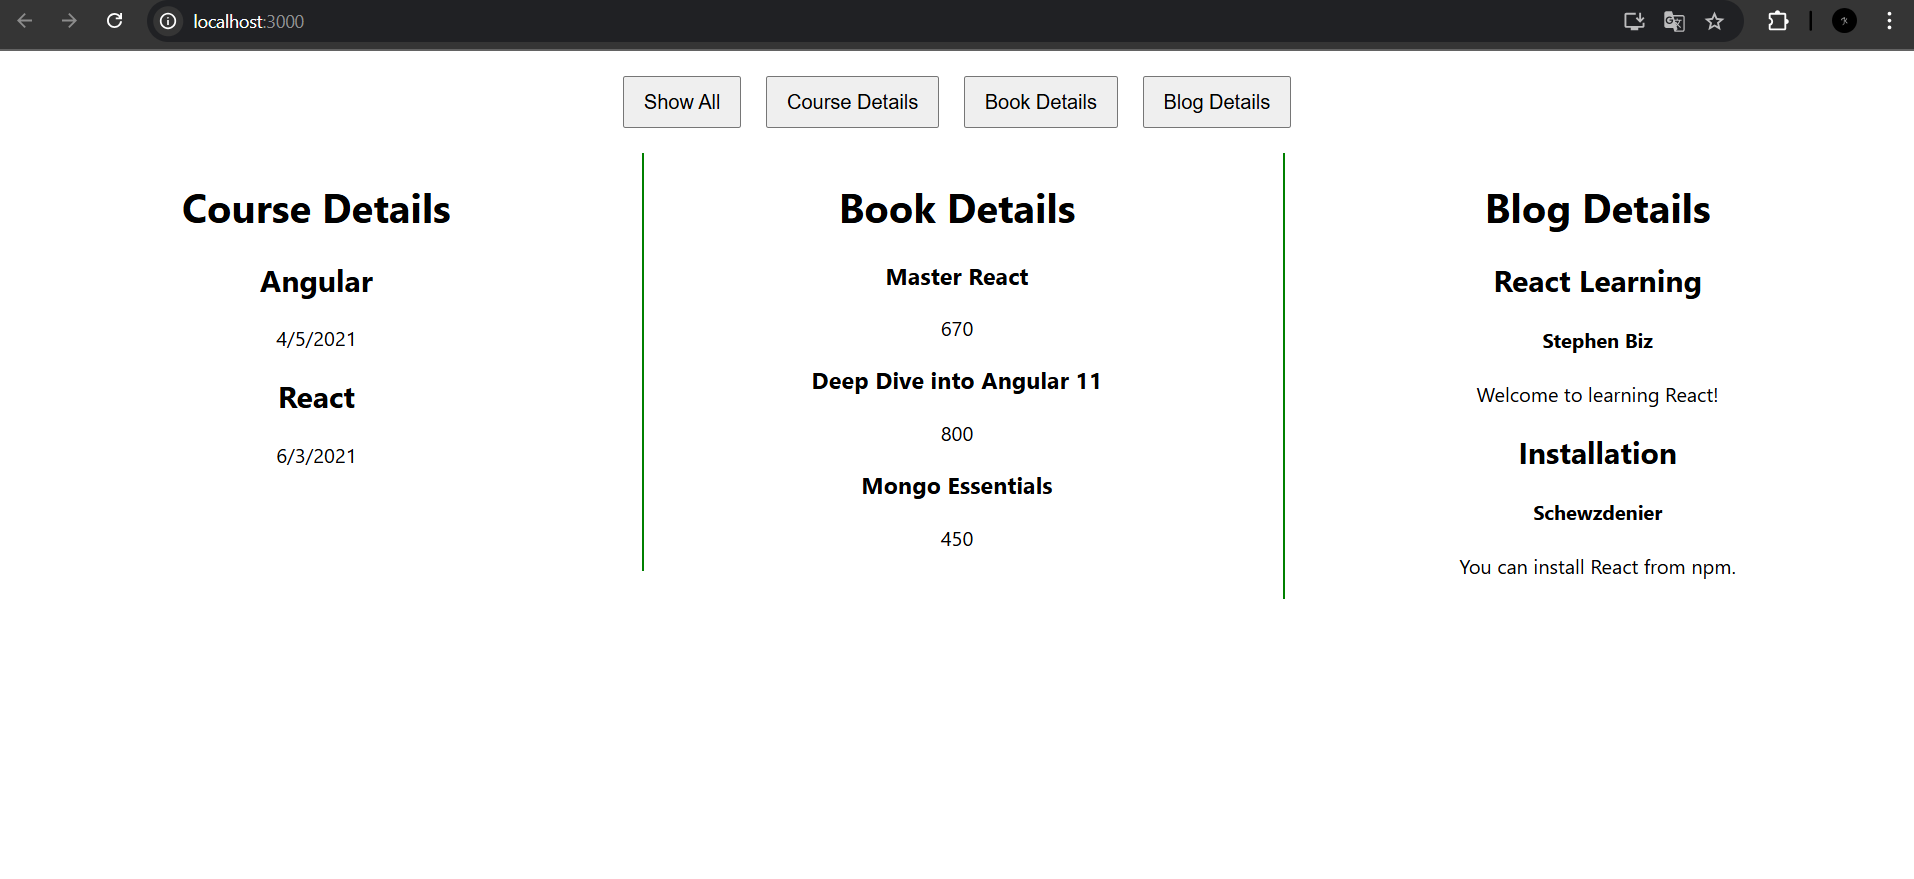 localhost:3000
Show All
Course Details
Book Details
Blog Details
Course Details
Angular
4/5/2021
React
6/3/2021
Book Details
Master React
670
Deep Dive into Angular 11
800
Mongo Essentials
450
Blog Details
React Learning
Stephen Biz
Welcome to learning React!
Installation
Schewzdenier
You can install React from npm.